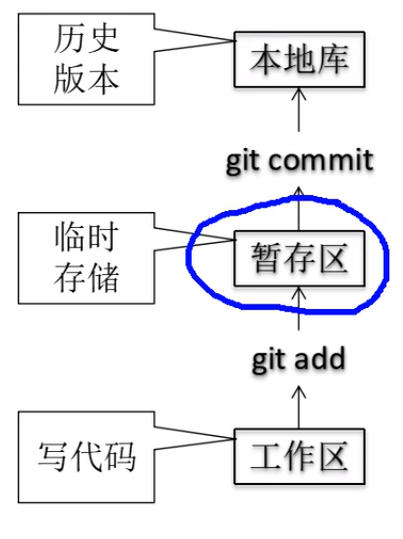 历史
版本
本地库
git commit
临时
存储
暂存区
git add
写代码
工作区